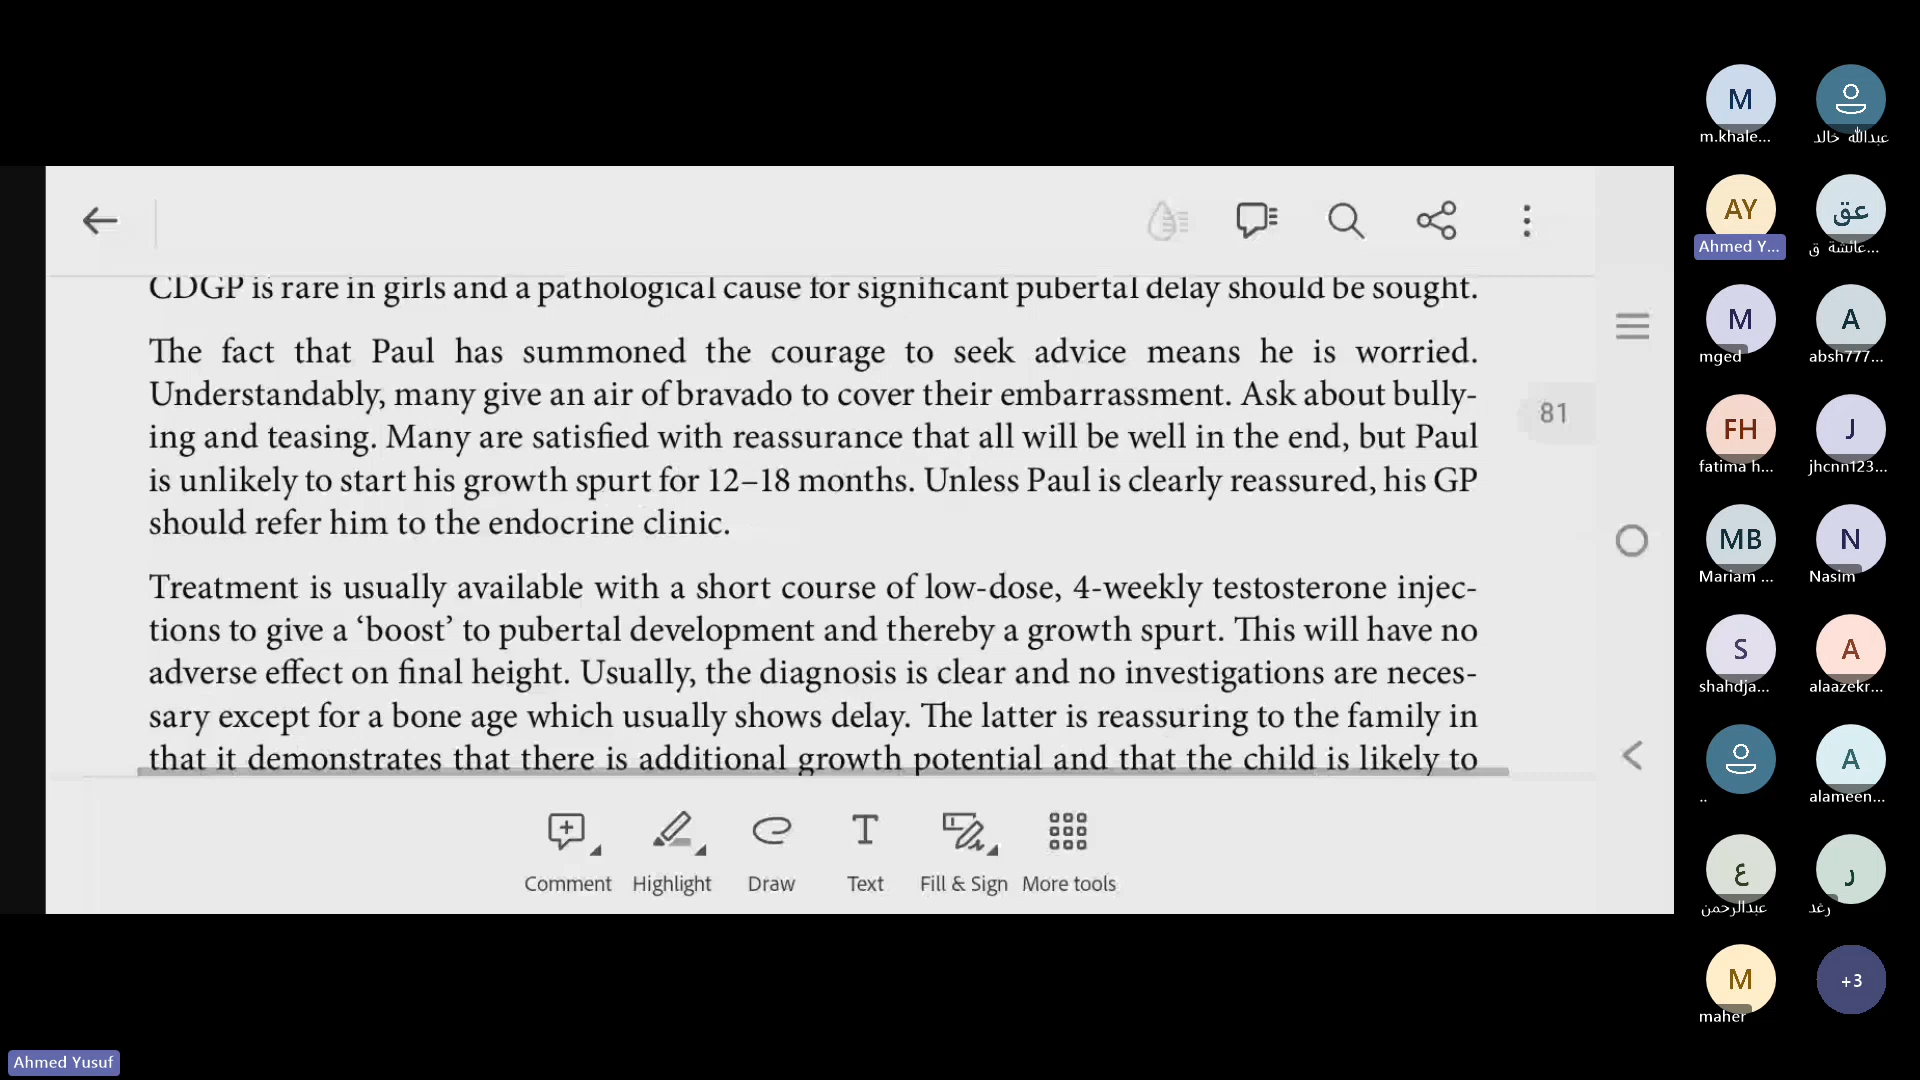 CDGP is rare in girls and a pathological cause for significant pubertal delay should be sought.
The fact that Paul has summoned the courage to seek advice means he is worried.
Understandably, many give an air of bravado to cover their embarrassment. Ask about bully-
ing and teasing. Many are satisfied with reassurance that all will be well in the end, but Paul
is unlikely to start his growth spurt for 12–18 months. Unless Paul is clearly reassured, his GP
should refer him to the endocrine clinic.
Treatment is usually available with a short course of low-dose, 4-weekly testosterone injec-
tions to give a ‘boost’ to pubertal development and thereby a growth spurt. This will have no
adverse effect on final height. Usually, the diagnosis is clear and no investigations are neces-
sary except for a bone age which usually shows delay. The latter is reassuring to the family in
that it demonstrates that there is additional growth potential and that the child is likely to
81
Comment
Highlight
Draw
T
Text
Fill & Sign
More tools
M
m.khale...
عبدالله خالد
AY
Ahmed Y...
عق
عائشة ق...
M
mged
A
absh777...
FH
fatima h...
J
jhcnn123...
MB
Mariam ...
N
Nasim
S
shahdja...
A
alaazekr...
..
A
alameen...
ع
عبدالرحمن
ر
رغد
M
maher
+3
Ahmed Yusuf